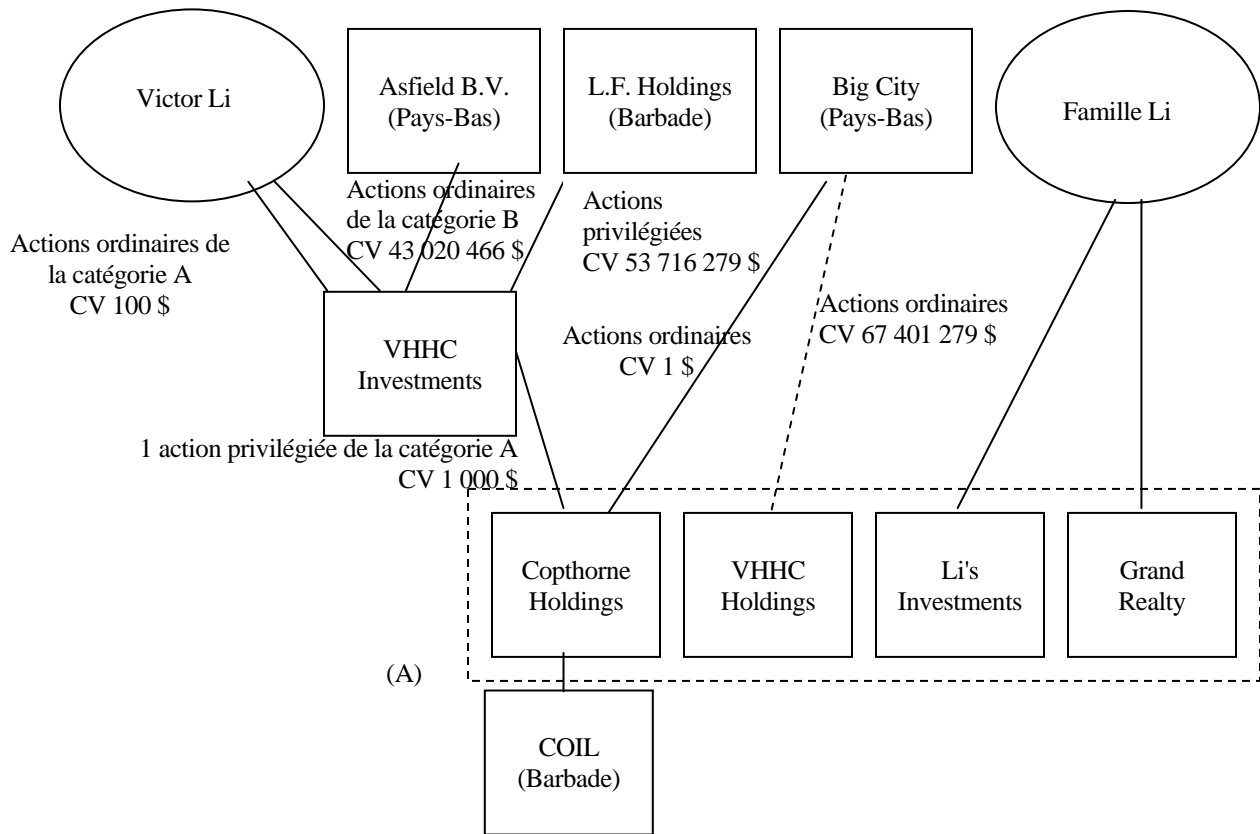 Victor Li
Asfield B.V.
(Pays-Bas)
L.F. Holdings
(Barbade)
Big City
(Pays-Bas)
Famille Li
Actions ordinaires de
la catégorie A
CV 100 $
Actions ordinaires
de la catégorie B
CV 43 020 466 $
Actions
privilégiées
CV 53 716 279 $
Actions ordinaires
CV 1 $
Actions ordinaires
CV 67 401 279 $
VHHC
Investments
1 action privilégiée de la catégorie A
CV 1 000 $
Copthorne
Holdings
VHHC
Holdings
Li's
Investments
Grand
Realty
(A)
COIL
(Barbade)